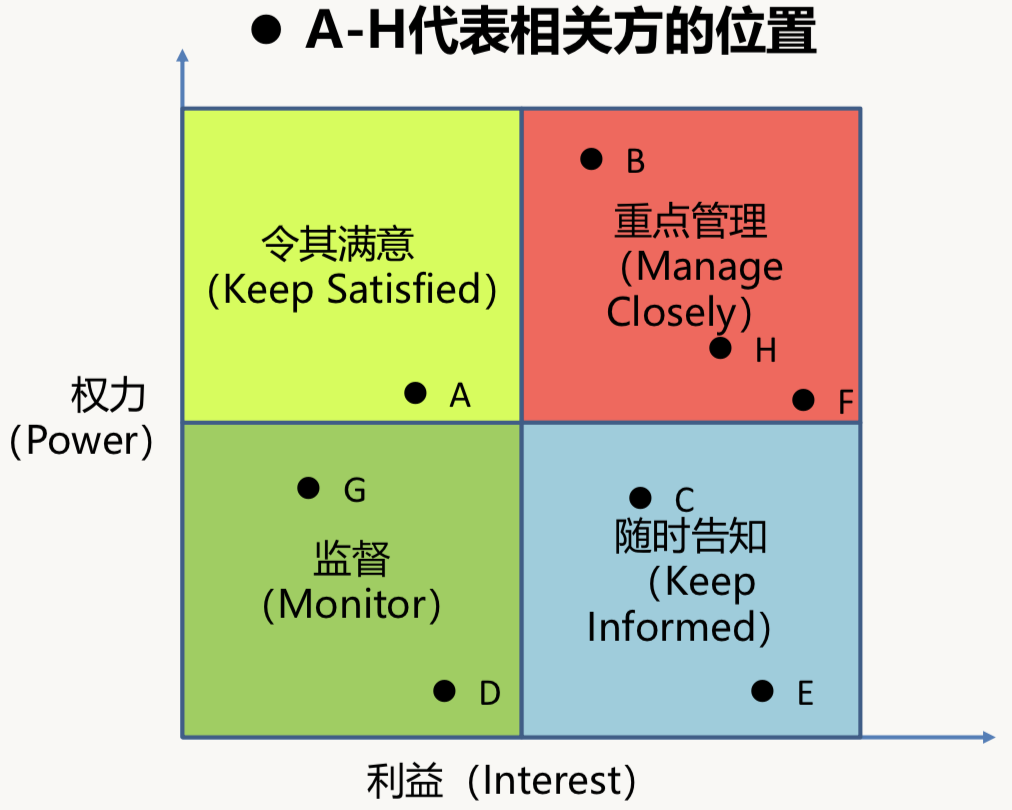 ● A-H代表相关方的位置
B
令其满意
（Keep Satisfied）
重点管理
（Manage
Closely）
H
A
F
权力
（Power）
G
C
监督
（Monitor）
随时告知
（Keep
Informed）
D
E
利益（Interest）